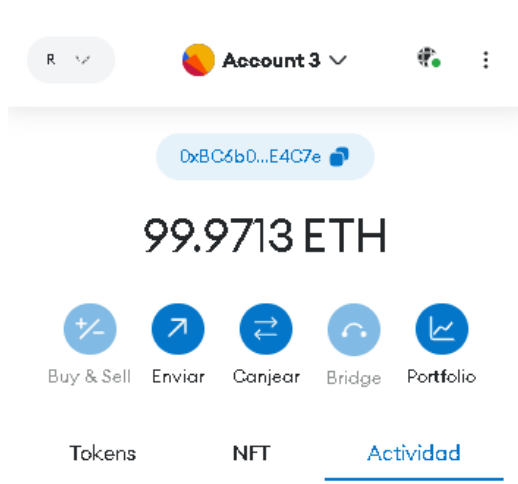 R Account 3
0xBC6b0...E4C7e
99.9713 ETH
Buy & Sell Enviar Canjear Bridge Portfolio
Tokens NFT Actividad